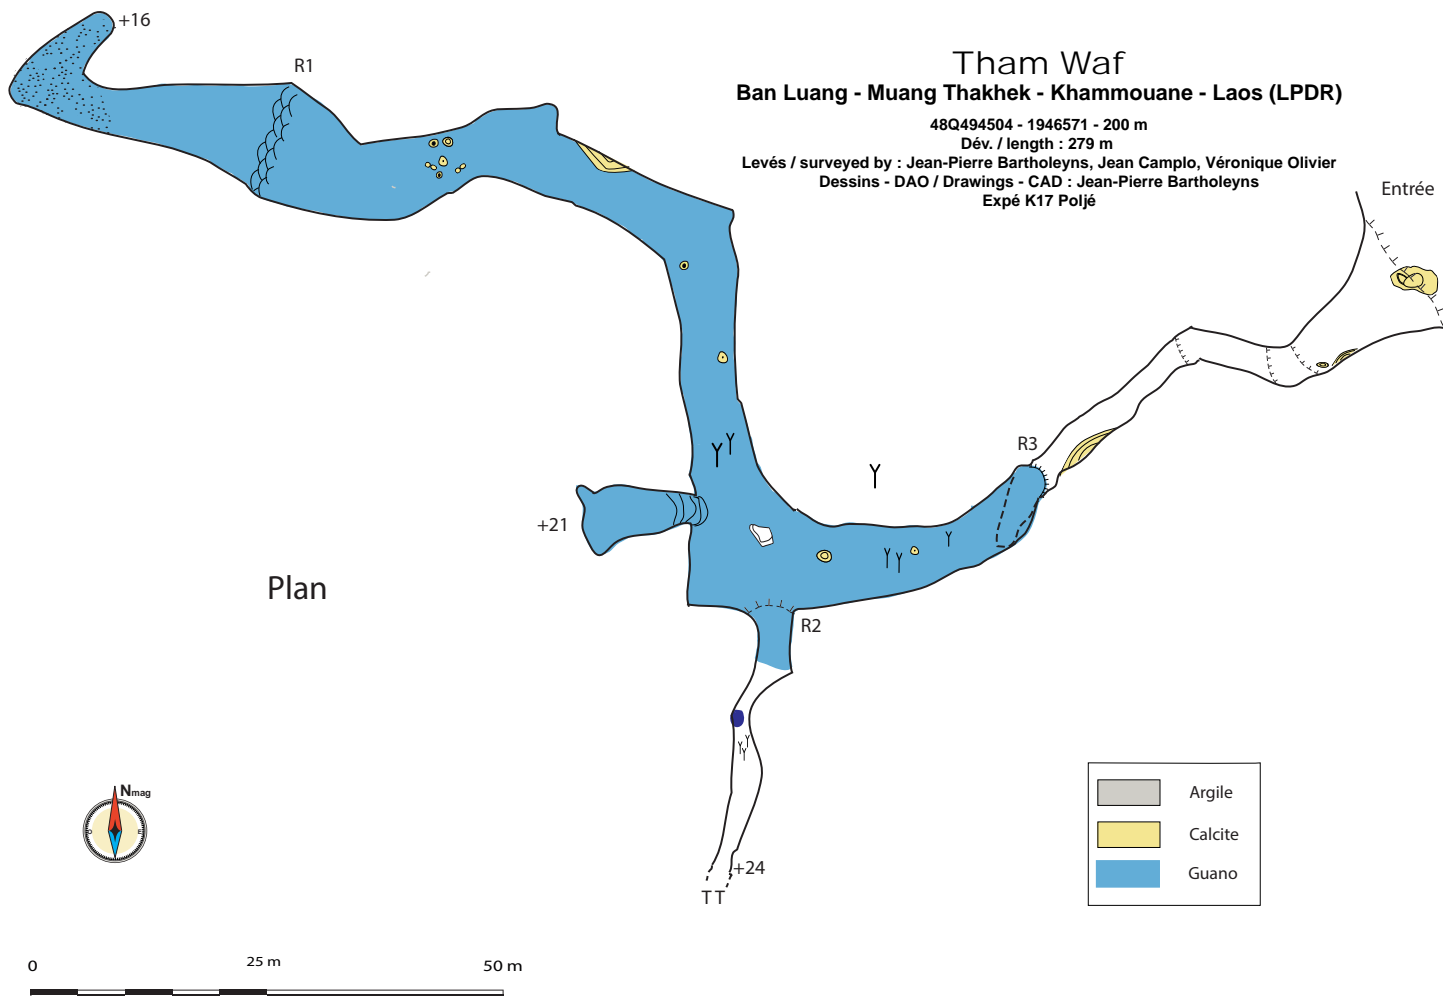 +16
R1
Tham Waf
Ban Luang - Muang Thakhek - Khammouane - Laos (LPDR)
48Q494504 - 1946571 - 200 m
Dév. / length : 279 m
Levés / surveyed by : Jean-Pierre Bartholeyns, Jean Camplo, Véronique Olivier
Dessins - DAO / Drawings - CAD : Jean-Pierre Bartholeyns
Expé K17 Poljé
Entrée
R3
+21
Plan
R2
Nmag
O E
Argile
Calcite
Guano
+24
TT
0 25 m 50 m